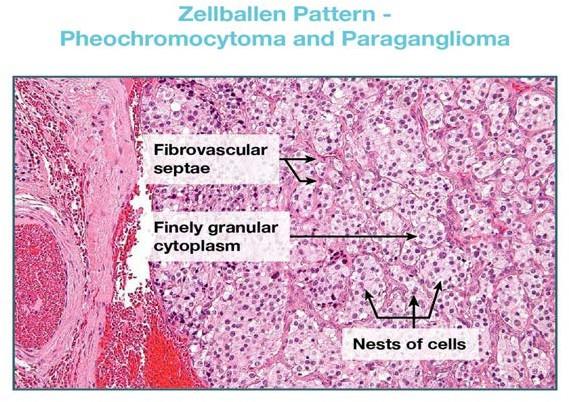 Zellballen Pattern -
Pheochromocytoma and Paraganglioma
Fibrovascular
septae
Finely granular
cytoplasm
Nests of cells